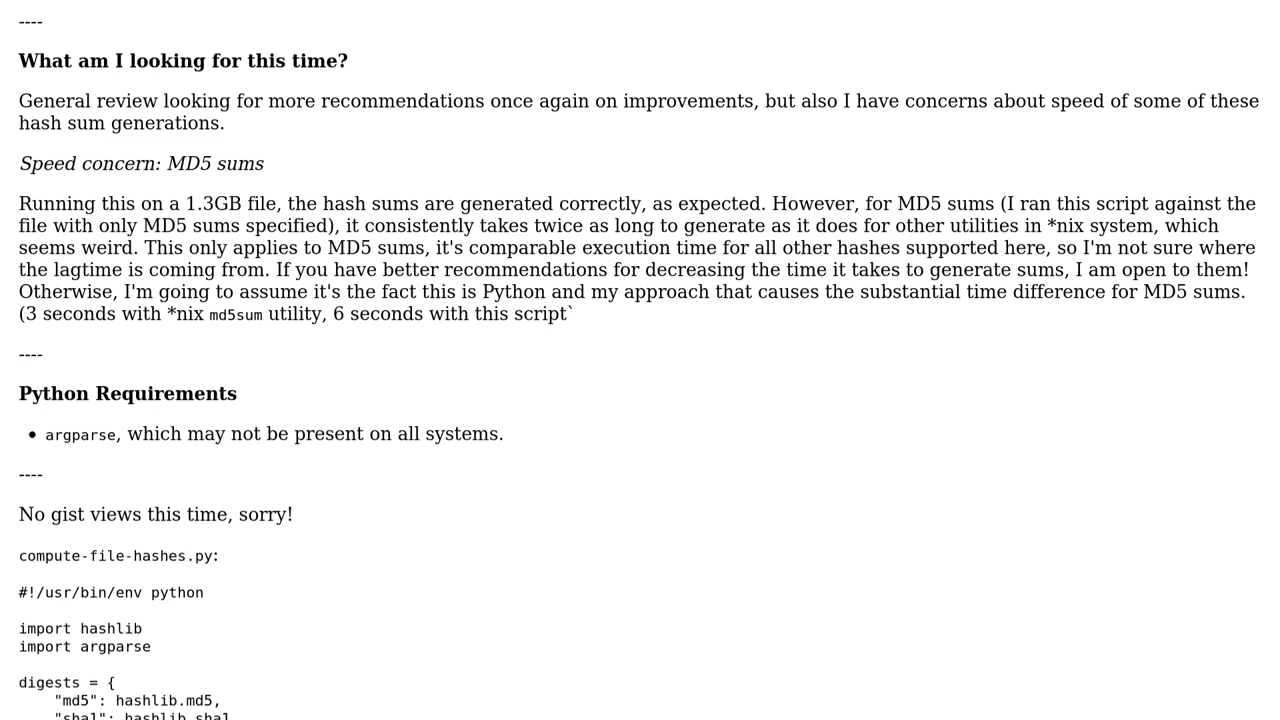 ----
What am I looking for this time?
General review looking for more recommendations once again on improvements, but also I have concerns about speed of some of these
hash sum generations.
Speed concern: MD5 sums
Running this on a 1.3GB file, the hash sums are generated correctly, as expected. However, for MD5 sums (I ran this script against the
file with only MD5 sums specified), it consistently takes twice as long to generate as it does for other utilities in *nix system, which
seems weird. This only applies to MD5 sums, it's comparable execution time for all other hashes supported here, so I'm not sure where
the lagtime is coming from. If you have better recommendations for decreasing the time it takes to generate sums, I am open to them!
Otherwise, I'm going to assume it's the fact this is Python and my approach that causes the substantial time difference for MD5 sums.
(3 seconds with *nix md5sum utility, 6 seconds with this script`
----
Python Requirements
• argparse, which may not be present on all systems.
----
No gist views this time, sorry!
compute-file-hashes.py:
#!/usr/bin/env python
import hashlib
import argparse
digests = {
"md5": hashlib.md5,
"sha1": hashlib.sha1